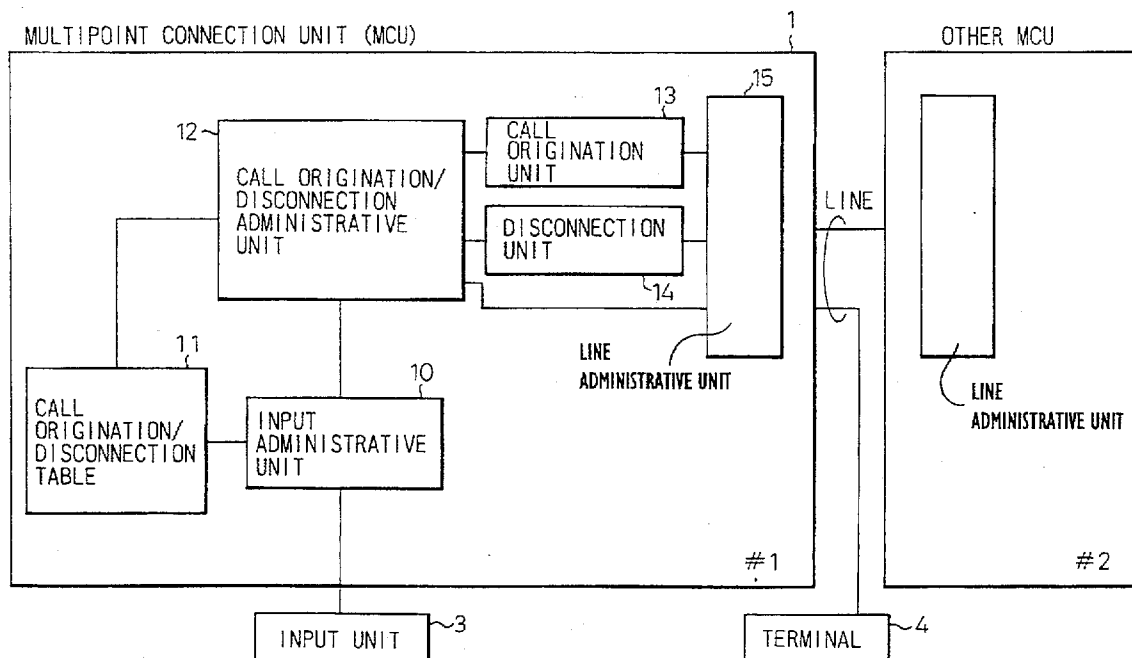 MULTIPOINT CONNECTION UNIT (MCU)
1
OTHER MCU
15
13
12
CALL
ORIGINATION
UNIT
CALL ORIGINATION/
DISCONNECTION
ADMINISTRATIVE
UNIT
LINE
DISCONNECTION
UNIT
14
11
LINE
ADMINISTRATIVE UNIT
10
LINE
ADMINISTRATIVE UNIT
CALL
ORIGINATION/
DISCONNECTION
TABLE
INPUT
ADMINISTRATIVE
UNIT
#1
#2
INPUT UNIT
3
TERMINAL
4